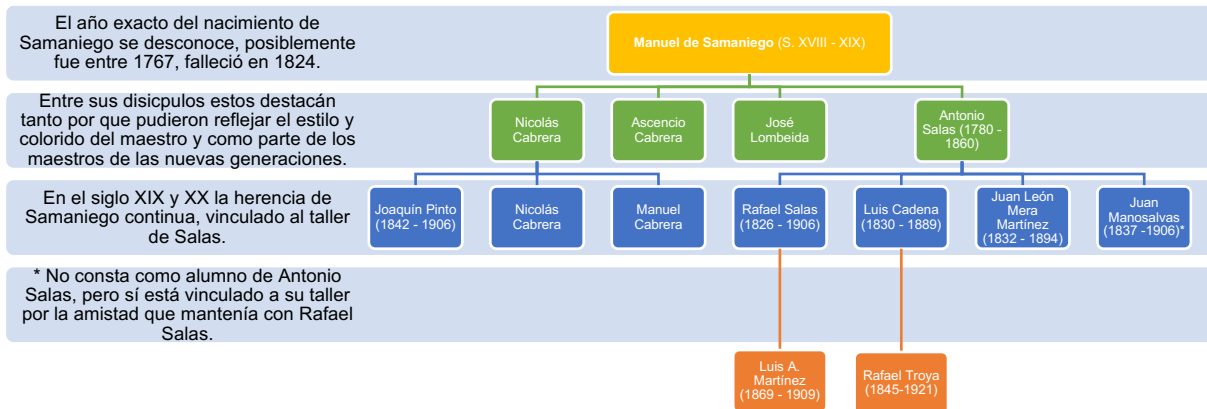 El año exacto del nacimiento de
Samaniego se desconoce, posiblemente
fue entre 1767, falleció en 1824.
Manuel de Samaniego (S. XVIII - XIX)
Entre sus disicpulos estos destacán
tanto por que pudieron reflejar el estilo y
colorido del maestro y como parte de los
maestros de las nuevas generaciones.
Nicolás
Cabrera
Ascencio
Cabrera
José
Lombeida
Antonio
Salas (1780 -
1860)
En el siglo XIX y XX la herencia de
Samaniego continua, vinculado al taller
de Salas.
Joaquín Pinto
(1842 - 1906)
Nicolás
Cabrera
Manuel
Cabrera
Rafael Salas
(1826 - 1906)
Luis Cadena
(1830 - 1889)
Juan León
Mera
Martínez
(1832 - 1894)
Juan
Manosalvas
(1837 -1906)*
* No consta como alumno de Antonio
Salas, pero sí está vinculado a su taller
por la amistad que mantenía con Rafael
Salas.
Luis A.
Martínez
(1869 - 1909)
Rafael Troya
(1845-1921)